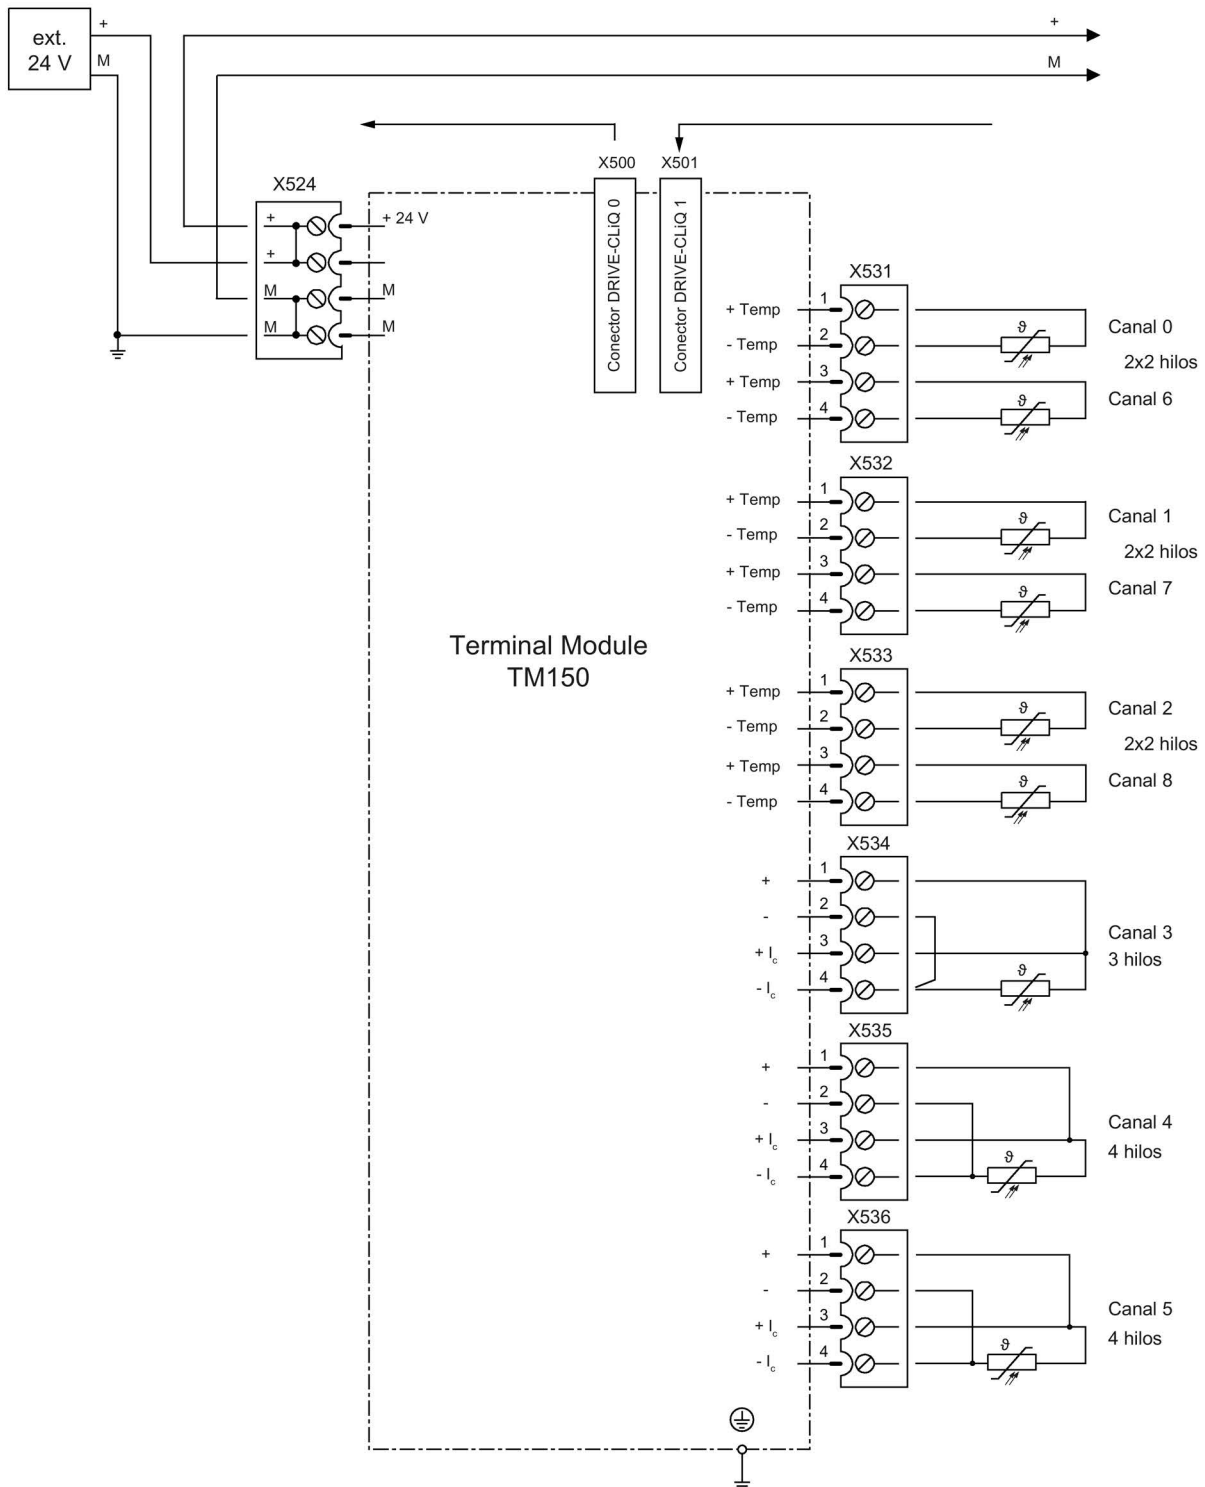 ext.
24 V
+
M
+
M
X500
X501
X524
+
+
M
M
+ 24 V
M
M
Conector DRIVE-CLiQ 0
Conector DRIVE-CLiQ 1
Terminal Module
TM150
X531
+ Temp 1
- Temp 2
+ Temp 3
- Temp 4
ϑ
ϑ
Canal 0
2x2 hilos
Canal 6
X532
+ Temp 1
- Temp 2
+ Temp 3
- Temp 4
ϑ
ϑ
Canal 1
2x2 hilos
Canal 7
X533
+ Temp 1
- Temp 2
+ Temp 3
- Temp 4
ϑ
ϑ
Canal 2
2x2 hilos
Canal 8
X534
+ 1
- 2
+ Ic 3
- Ic 4
ϑ
Canal 3
3 hilos
X535
+ 1
- 2
+ Ic 3
- Ic 4
ϑ
Canal 4
4 hilos
X536
+ 1
- 2
+ Ic 3
- Ic 4
ϑ
Canal 5
4 hilos